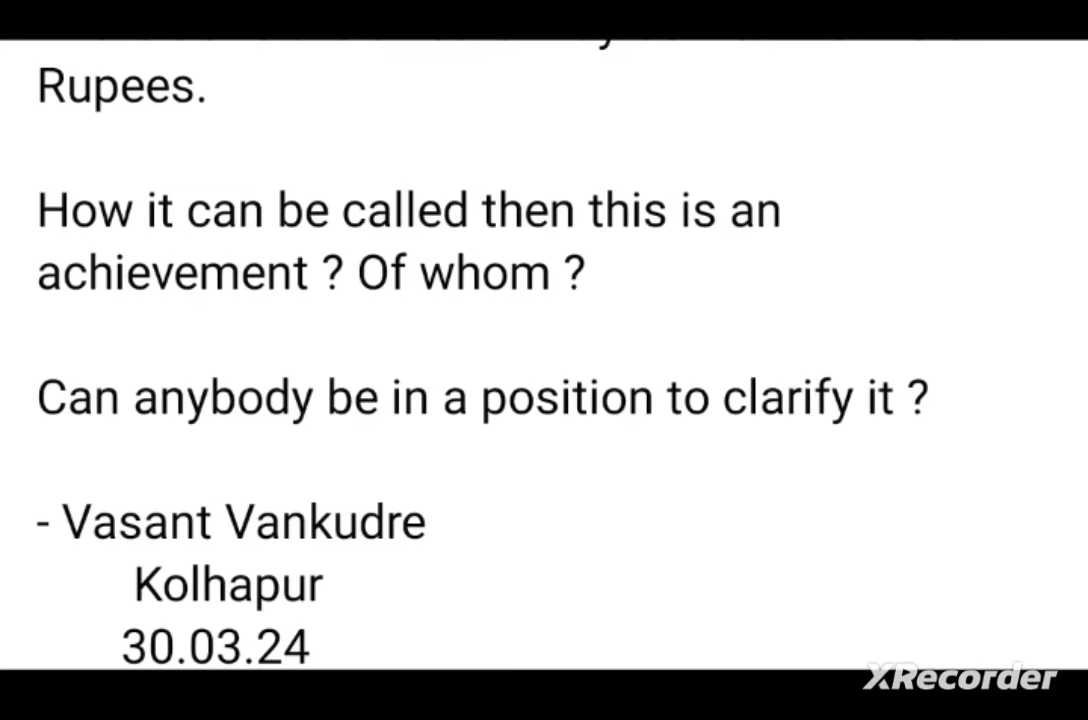 Rupees.
How it can be called then this is an
achievement ? Of whom ?
Can anybody be in a position to clarify it ?
- Vasant Vankudre
Kolhapur
30.03.24
XRecorder